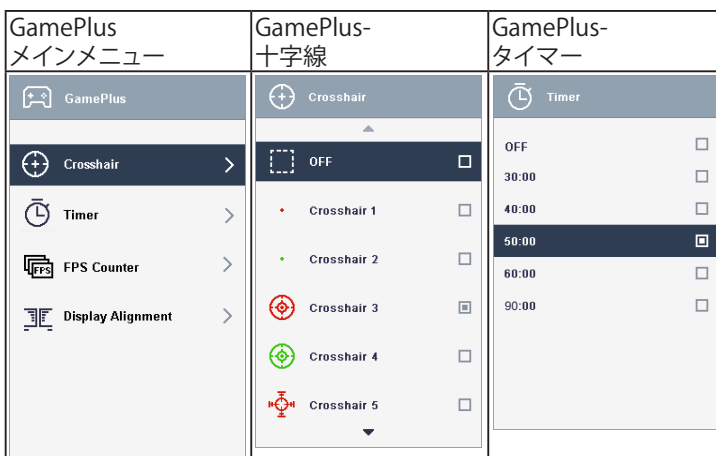 GamePlus
メインメニュー
GamePlus-
十字線
GamePlus-
タイマー
GamePlus
Crosshair
Timer
FPS
FPS Counter
Display Alignment
Crosshair
OFF
Crosshair 1
Crosshair 2
Crosshair 3
Crosshair 4
Crosshair 5
Timer
OFF
30:00
40:00
50:00
60:00
90:00